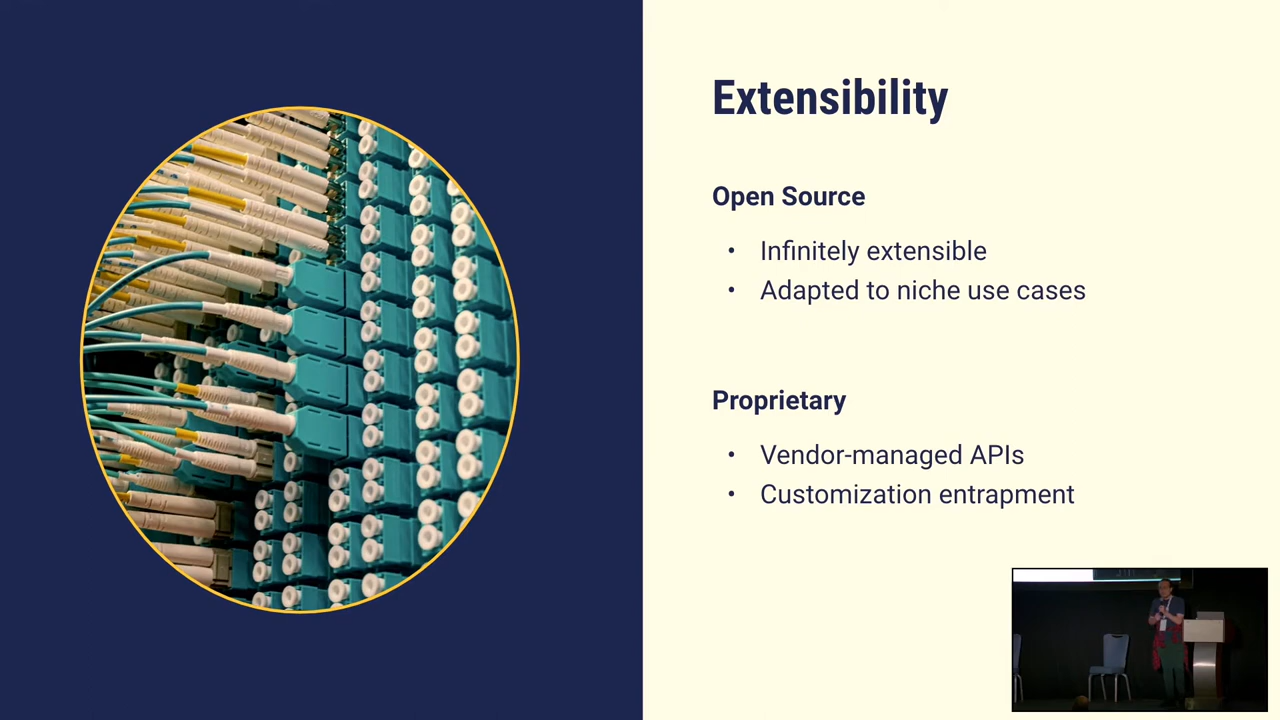 Extensibility
Open Source
• Infinitely extensible
• Adapted to niche use cases
Proprietary
• Vendor-managed APIs
• Customization entrapment